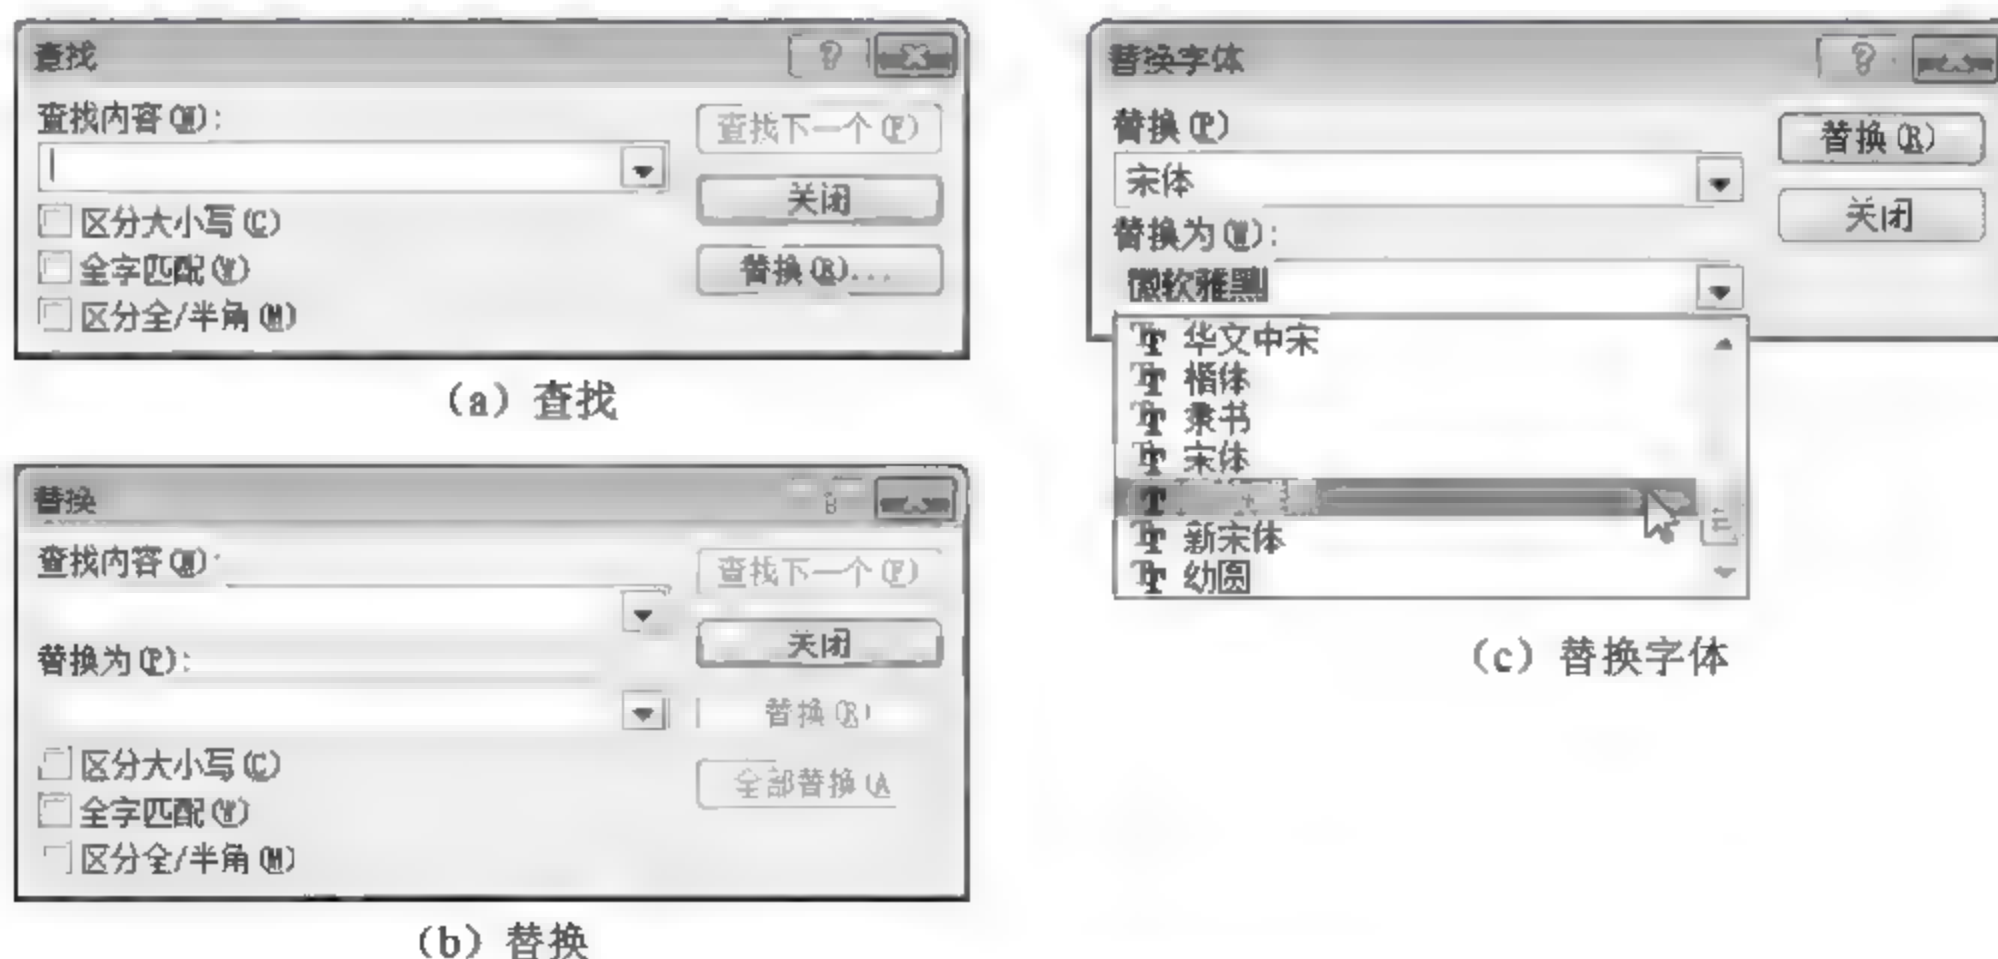 查找
查找内容(N):
查找下一个(F)
关闭
区分大小写(C)
全字匹配(W)
替换(R)...
区分全/半角(M)
(a) 查找
替换
查找内容(N):
查找下一个(F)
关闭
替换为(P):
替换(R)
区分大小写(C)
全部替换(A
全字匹配(W)
区分全/半角(M)
(b) 替换
替换字体
替换(P)
替换(R)
宋体
关闭
替换为(W):
微软雅黑
华文中宋
楷体
隶书
宋体
新宋体
幼圆
(c) 替换字体